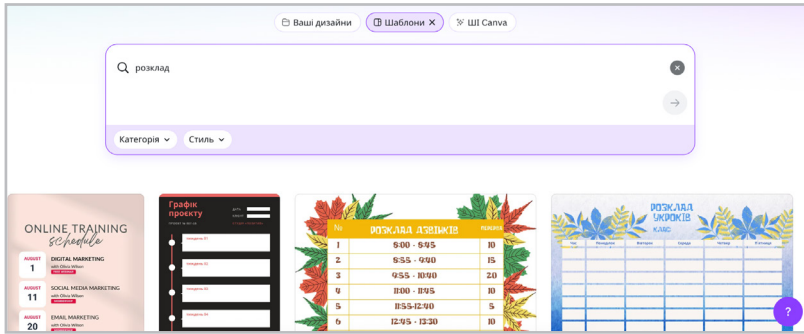 Ваші дизайни
Шаблони
ШІ Canva
розклад
Категорія
Стиль
ONLINE TRAINING
Schedule
AUGUST
1
DIGITAL MARKETING
with Olivia Wilson
AUGUST
11
SOCIAL MEDIA MARKETING
with Olivia Wilson
AUGUST
20
EMAIL MARKETING
with Olivia Wilson
Графік
проєкту
№ РОЗКЛАД ДЗВІНКІВ
1 8:00 - 8:45 10
2 8:55 - 9:40 15
3 9:55 - 10:40 20
4 11:00 - 11:45 10
5 11:55-12:40 5
6 12:45 - 13:30 10
РОЗКЛАД
УКРОКІВ
КЛАС
Час Понеділок Вівторок Середа Четвер П'ятниця
?